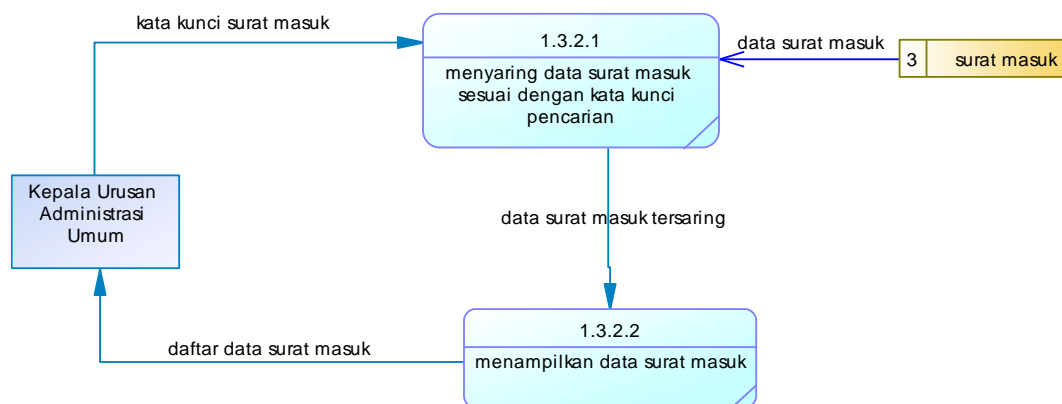 kata kunci surat masuk
1.3.2.1
menyaring data surat masuk
sesuai dengan kata kunci
pencarian
data surat masuk
3
surat masuk
Kepala Urusan
Administrasi
Umum
data surat masuk tersaring
1.3.2.2
menampilkan data surat masuk
daftar data surat masuk